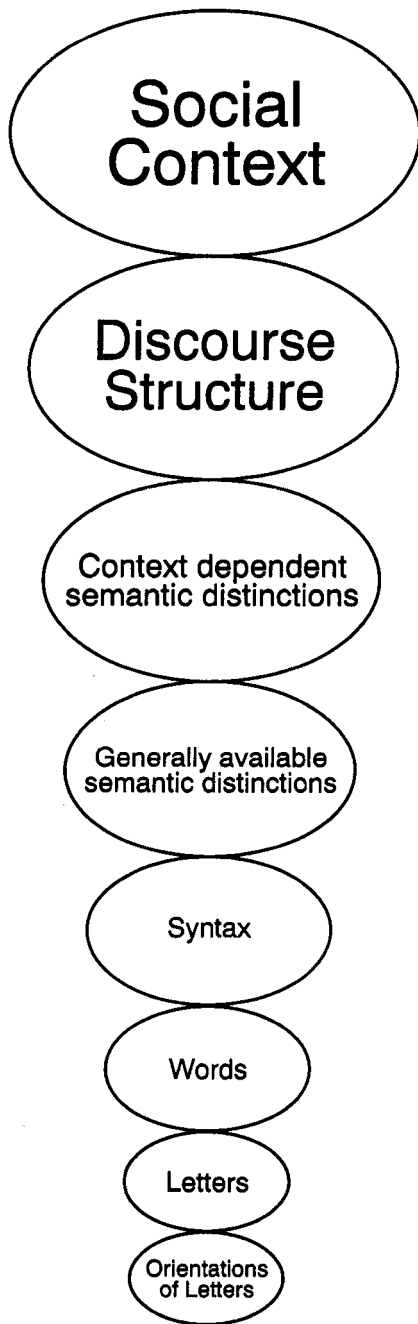 Social
Context
Discourse
Structure
Context dependent
semantic distinctions
Generally available
semantic distinctions
Syntax
Words
Letters
Orientations
of Letters